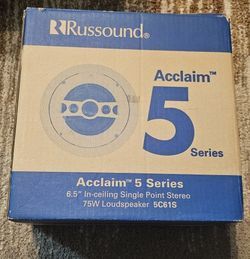 Russound®
Acclaim™
5
Series
Acclaim™ 5 Series
6.5" In-ceiling Single Point Stereo
75W Loudspeaker 5C61S